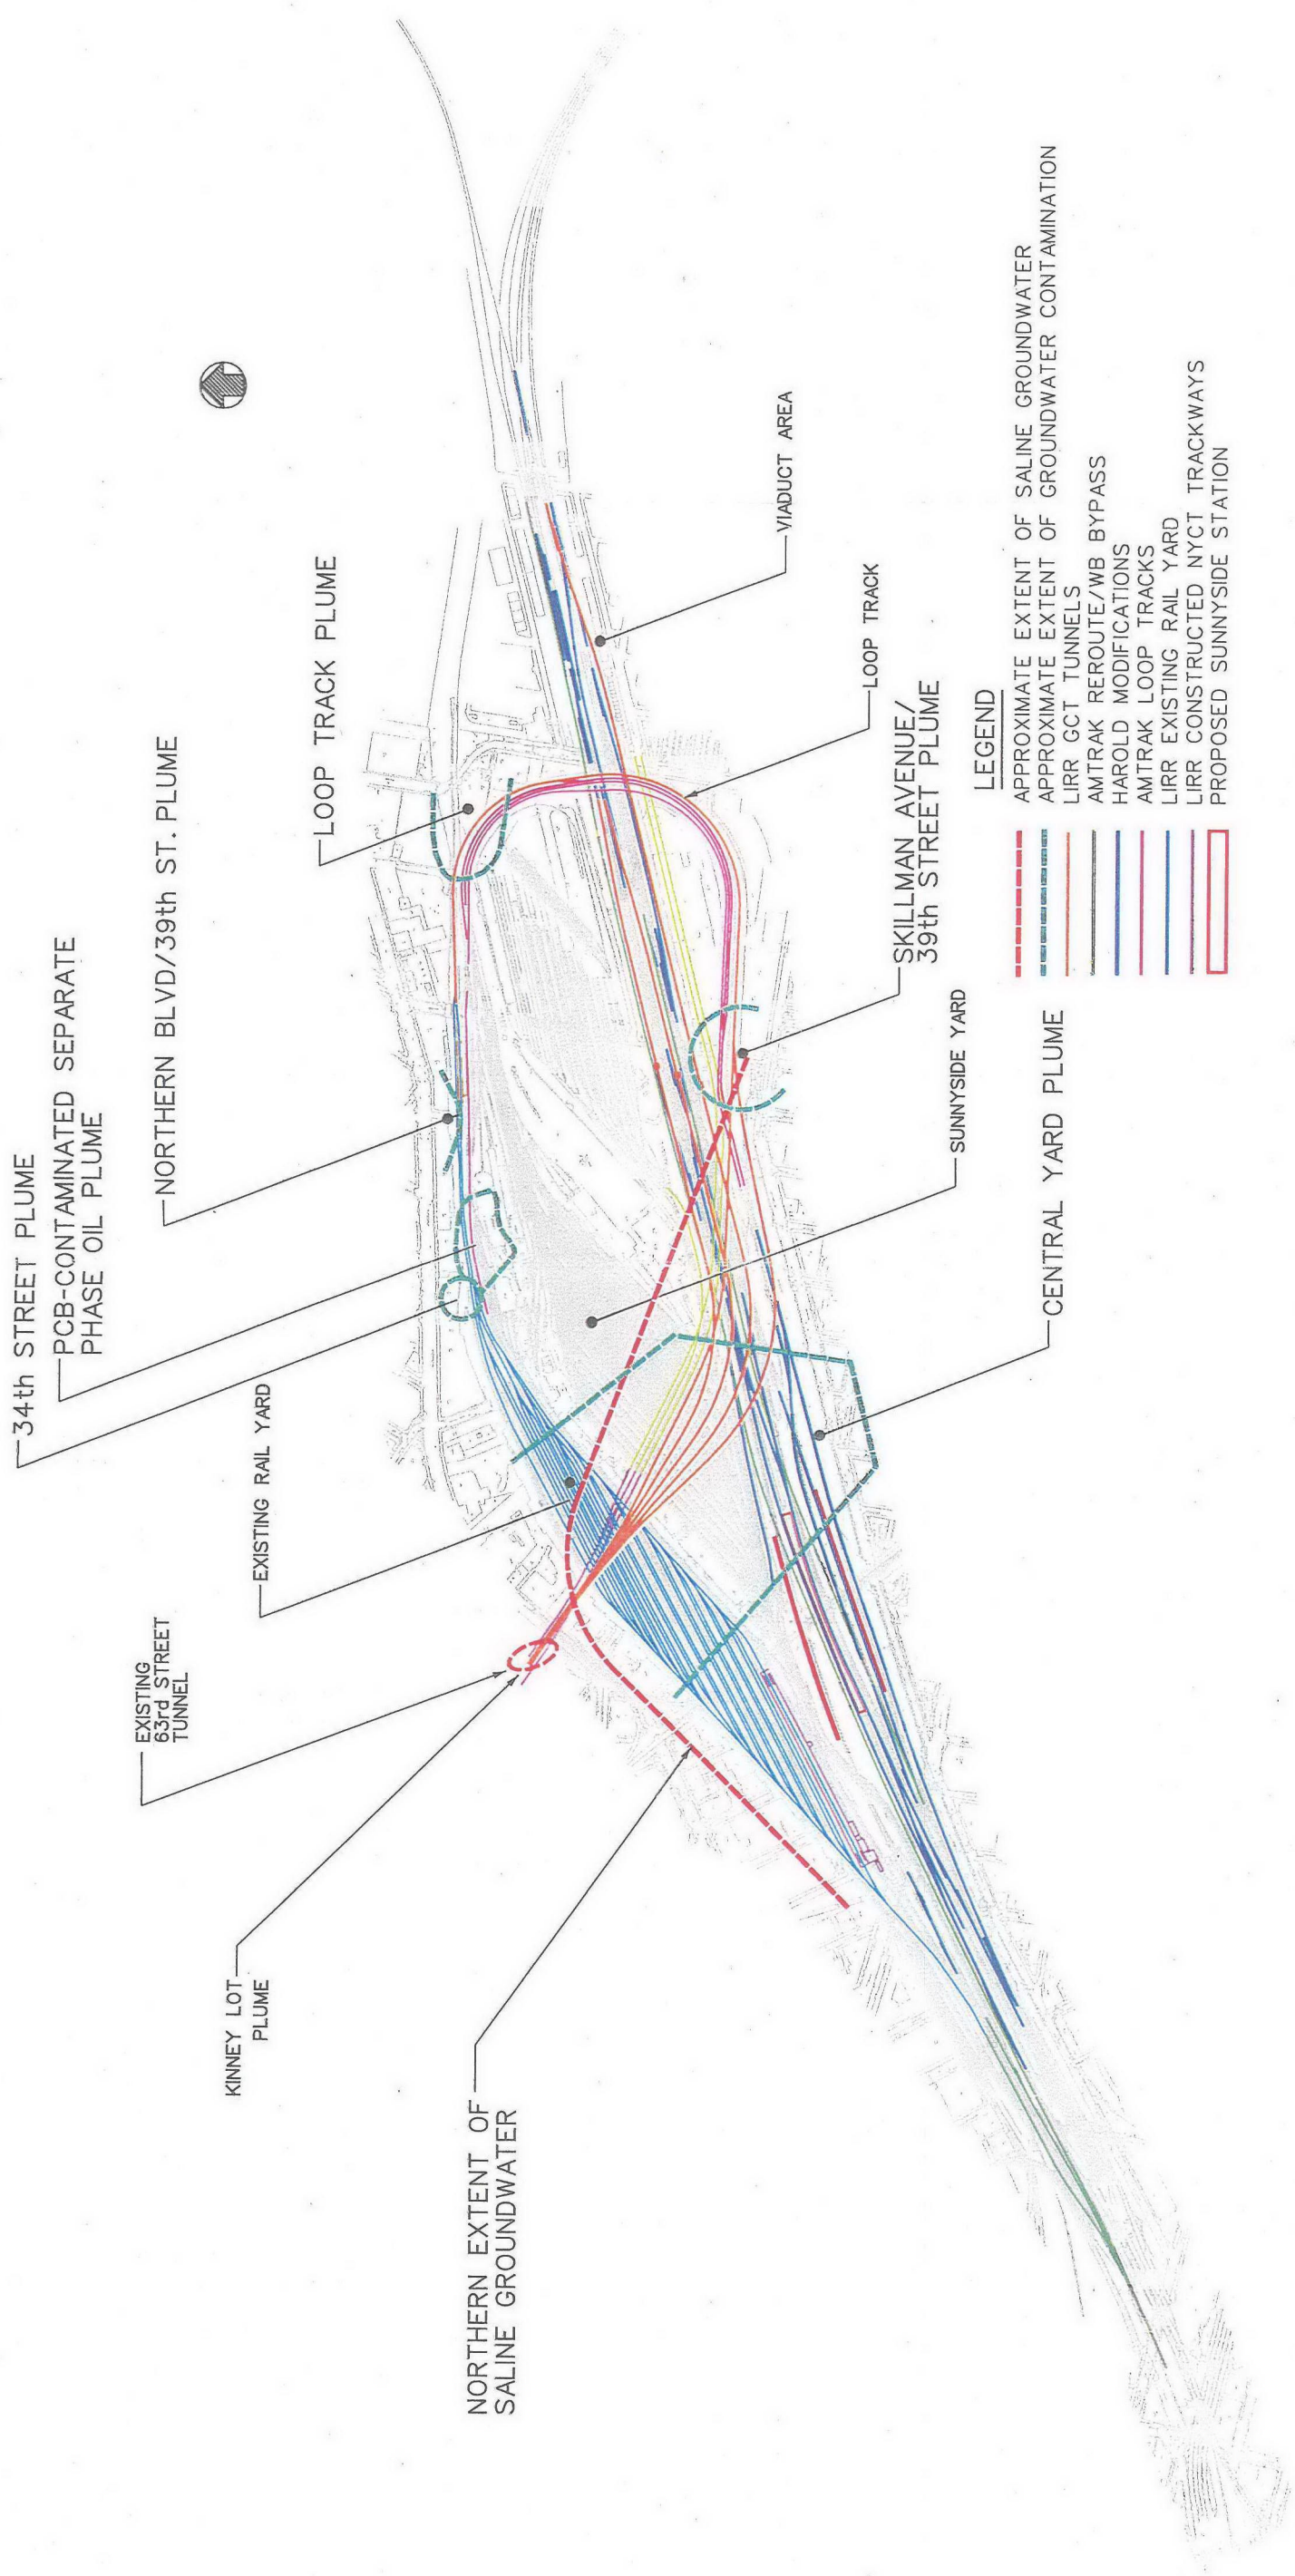 34th STREET PLUME
PCB-CONTAMINATED SEPARATE
PHASE OIL PLUME
NORTHERN BLVD/39th ST. PLUME
LOOP TRACK PLUME
EXISTING
63rd STREET
TUNNEL
EXISTING RAIL YARD
KINNEY LOT
PLUME
NORTHERN EXTENT OF
SALINE GROUNDWATER
VIADUCT AREA
LOOP TRACK
SKILLMAN AVENUE/
39th STREET PLUME
SUNNYSIDE YARD
CENTRAL YARD PLUME
LEGEND
APPROXIMATE EXTENT OF SALINE GROUNDWATER
APPROXIMATE EXTENT OF GROUNDWATER CONTAMINATION
LIRR GCT TUNNELS
AMTRAK REROUTE/WB BYPASS
HAROLD MODIFICATIONS
AMTRAK LOOP TRACKS
LIRR EXISTING RAIL YARD
LIRR CONSTRUCTED NYCT TRACKWAYS
PROPOSED SUNNYSIDE STATION